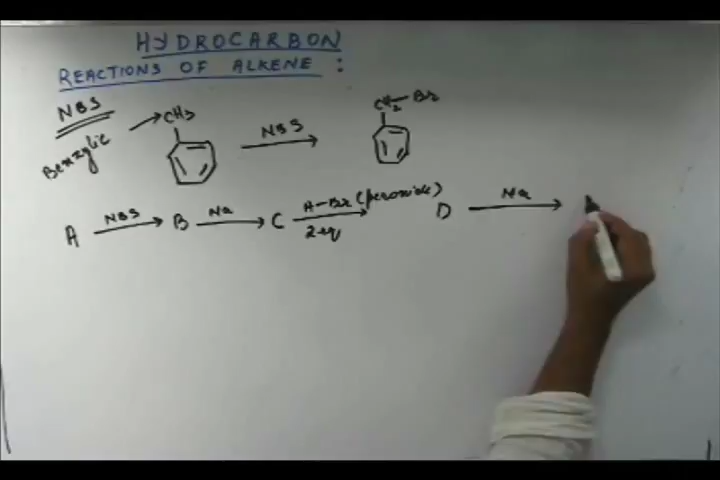 HYDROCARBON
REACTIONS OF ALKENE :
NBS
Benzylic
CH3
NBS
CH2-Br
A NBS B Na C H-Br (peroxide) D Na
2eq